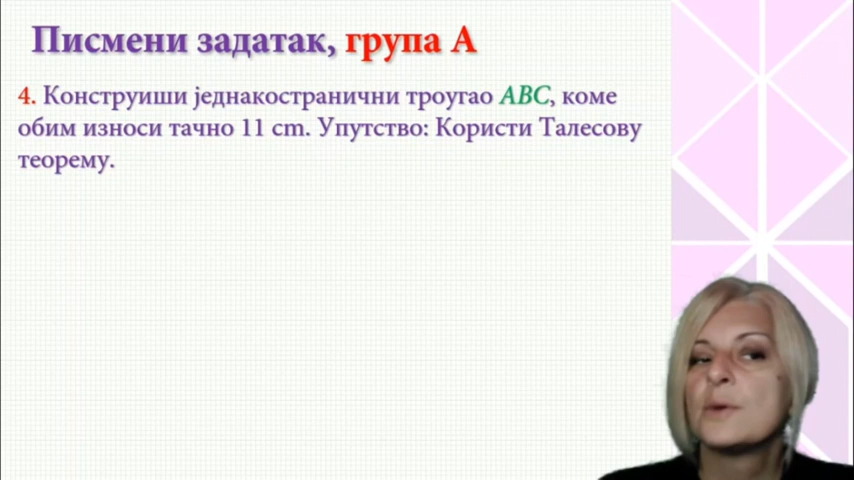 Писмени задатак, група А
4. Конструиши једнакостранични троугао ABC, коме
обим износи тачно 11 cm. Упутство: Користи Талесову
теорему.